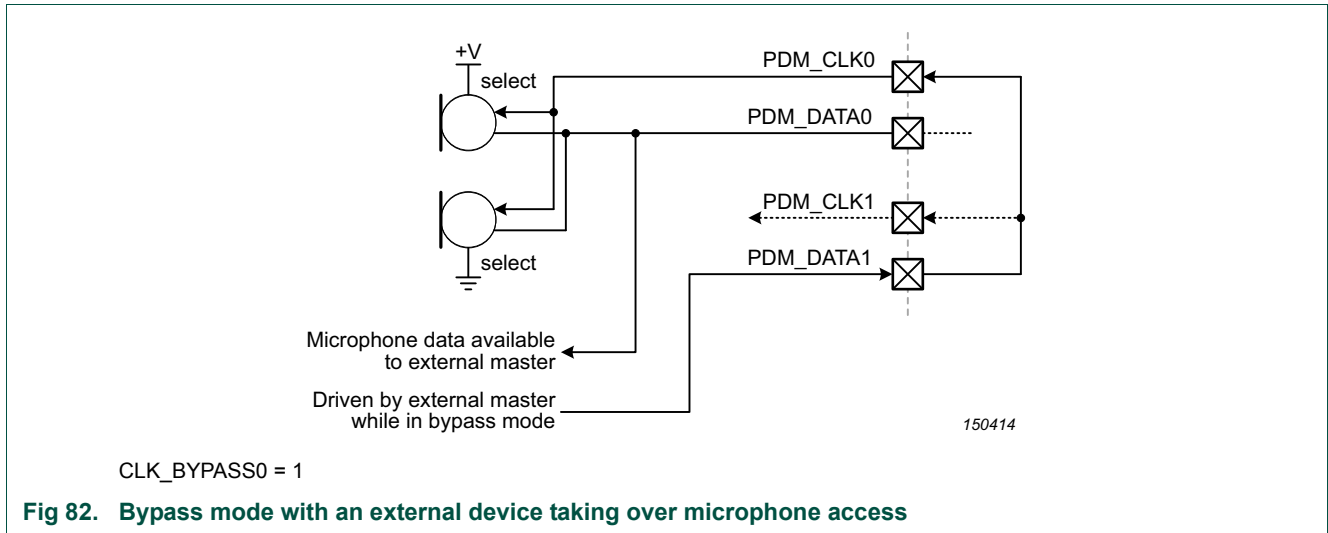 +V
select
PDM_CLK0
PDM_DATA0
PDM_CLK1
PDM_DATA1
select
Microphone data available
to external master
Driven by external master
while in bypass mode
150414
CLK_BYPASS0 = 1
Fig 82. Bypass mode with an external device taking over microphone access